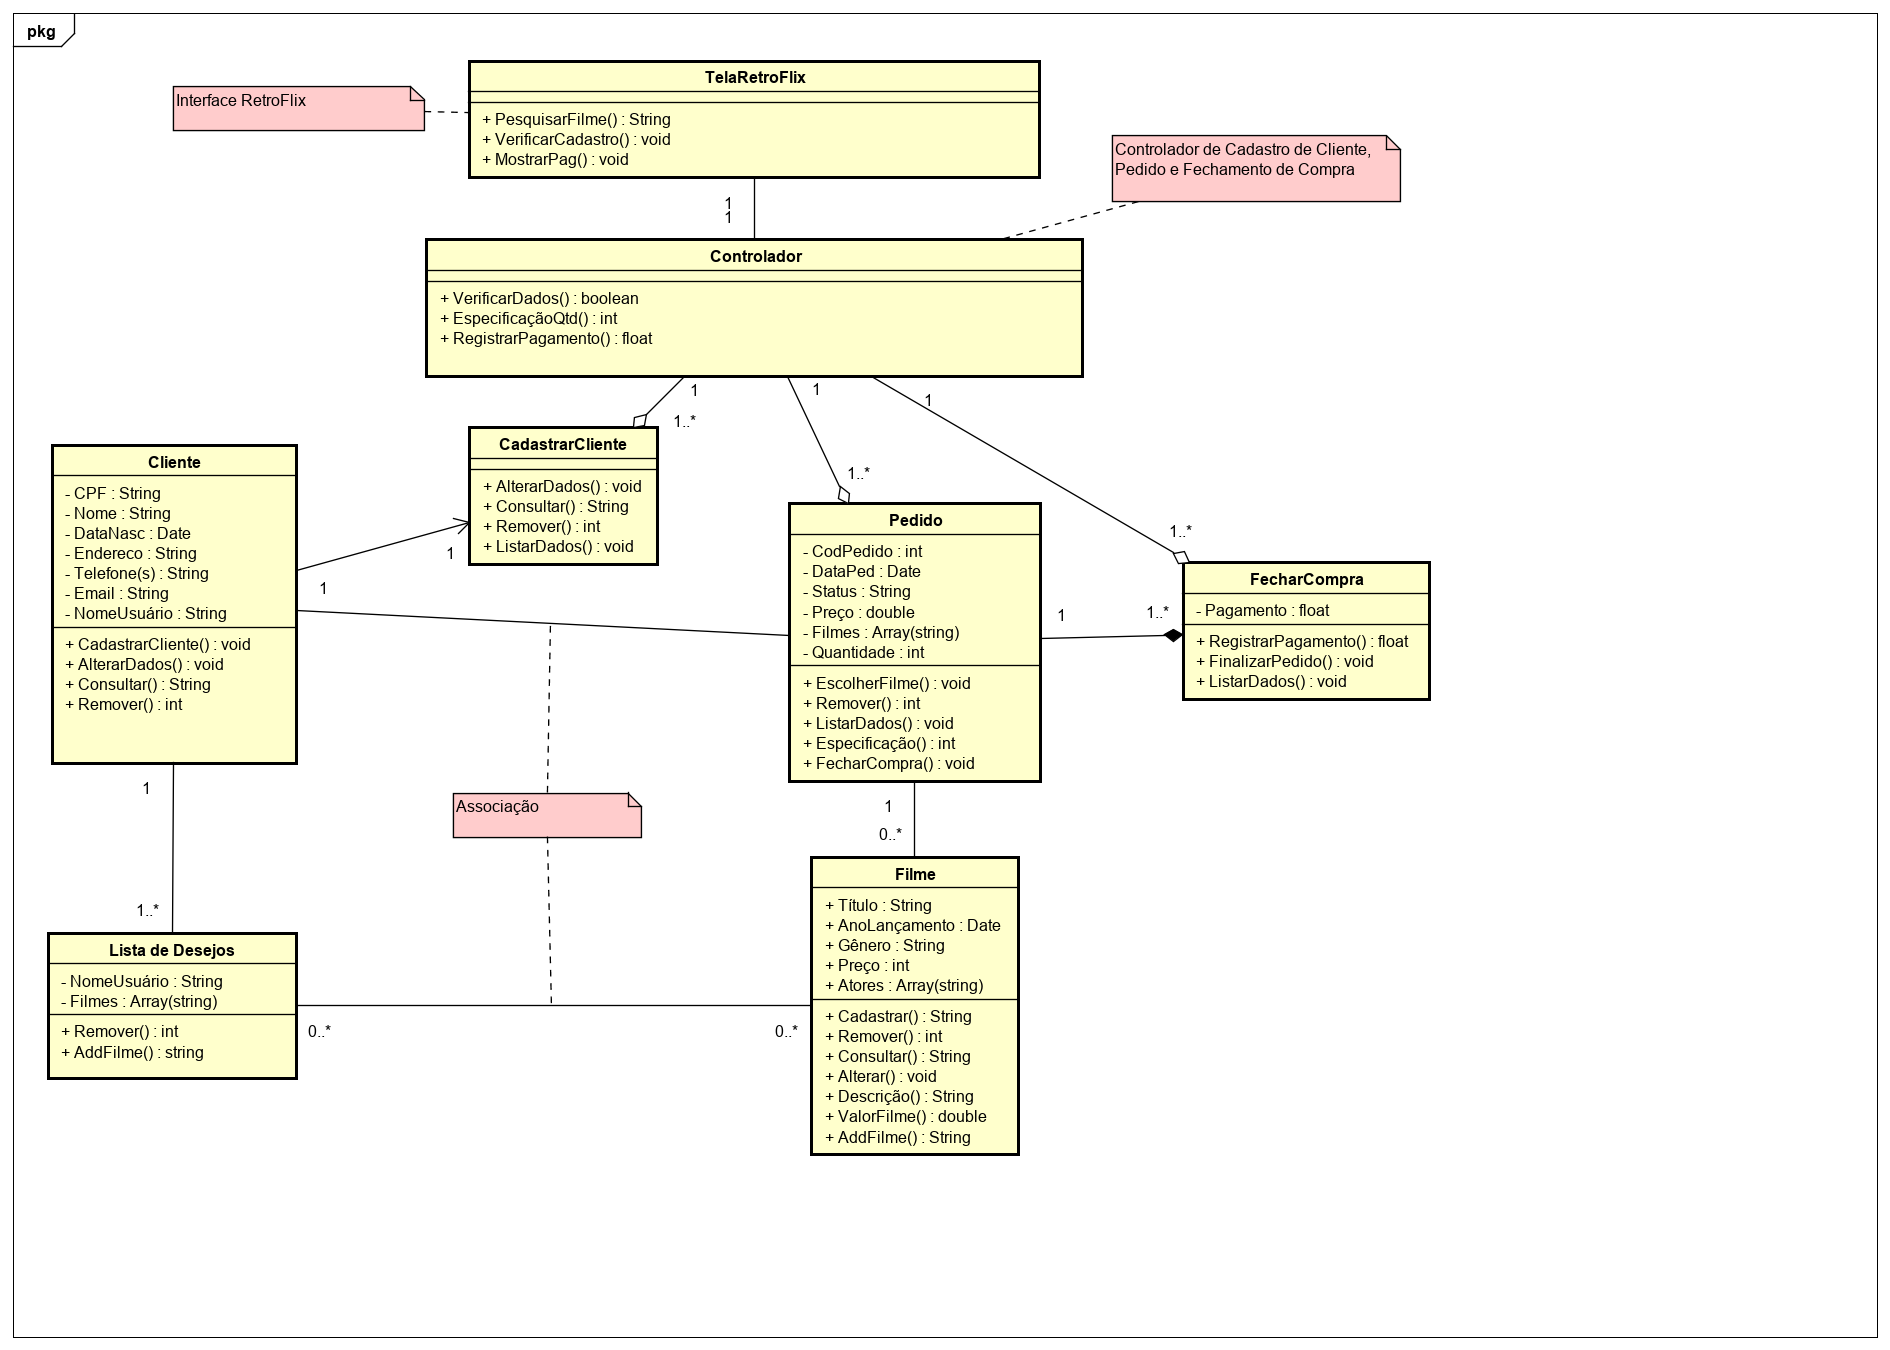 pkg
TelaRetroFlix
+ PesquisarFilme() : String
+ VerificarCadastro() : void
+ MostrarPag() : void
Interface RetroFlix
Controlador de Cadastro de Cliente,
Pedido e Fechamento de Compra
1
1
Controlador
+ VerificarDados() : boolean
+ EspecificaçãoQtd() : int
+ RegistrarPagamento() : float
1
1..*
1
1..*
1
1..*
CadastrarCliente
+ AlterarDados() : void
+ Consultar() : String
+ Remover() : int
+ ListarDados() : void
Cliente
- CPF : String
- Nome : String
- DataNasc : Date
- Endereco : String
- Telefone(s) : String
- Email : String
- NomeUsuário : String
+ CadastrarCliente() : void
+ AlterarDados() : void
+ Consultar() : String
+ Remover() : int
1
1
Pedido
- CodPedido : int
- DataPed : Date
- Status : String
- Preço : double
- Filmes : Array(string)
- Quantidade : int
+ EscolherFilme() : void
+ Remover() : int
+ ListarDados() : void
+ Especificação() : int
+ FecharCompra() : void
1
1..*
FecharCompra
- Pagamento : float
+ RegistrarPagamento() : float
+ FinalizarPedido() : void
+ ListarDados() : void
1
1..*
Associação
1
0..*
Filme
+ Título : String
+ AnoLançamento : Date
+ Gênero : String
+ Preço : int
+ Atores : Array(string)
+ Cadastrar() : String
+ Remover() : int
+ Consultar() : String
+ Alterar() : void
+ Descrição() : String
+ ValorFilme() : double
+ AddFilme() : String
Lista de Desejos
- NomeUsuário : String
- Filmes : Array(string)
+ Remover() : int
+ AddFilme() : string
0..*
0..*